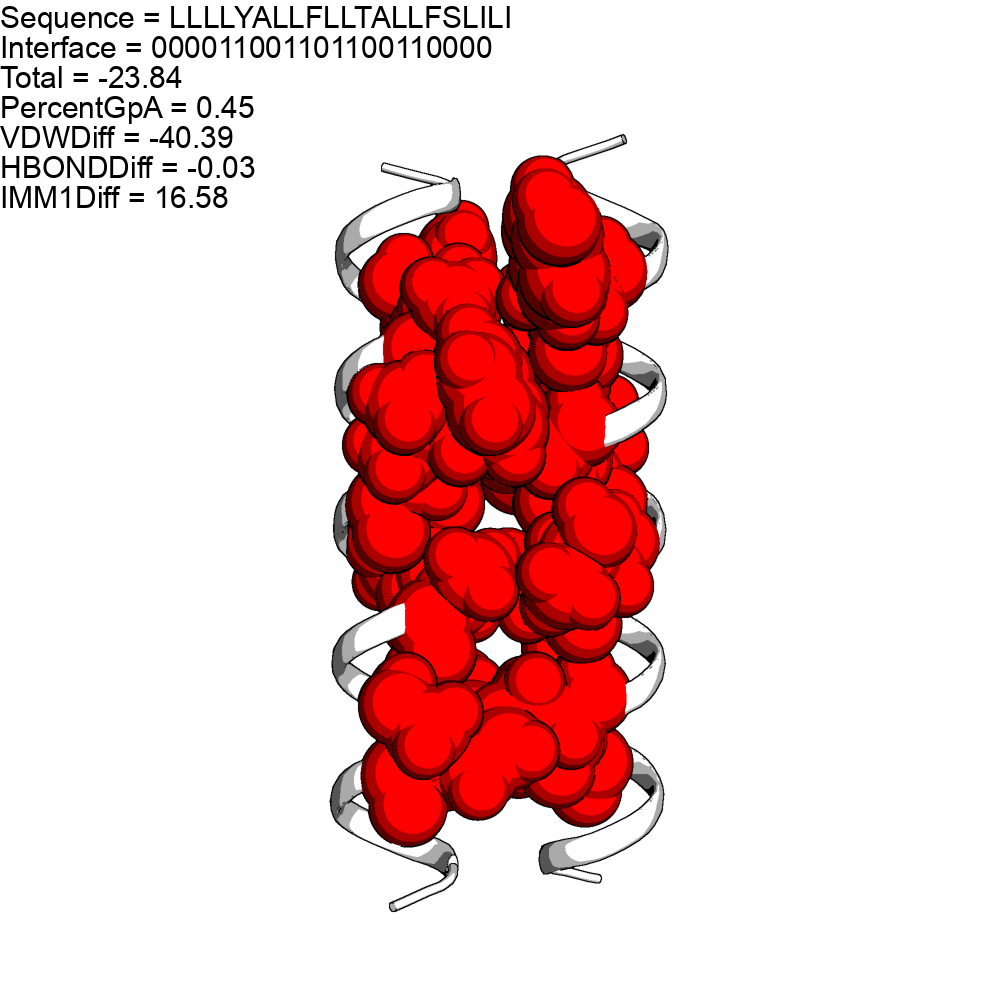 Sequence = LLLLYALLFLLTALLFSLILI
Interface = 000011001101100110000
Total = -23.84
PercentGpA = 0.45
VDWDiff = -40.39
HBONDDiff = -0.03
IMM1Diff = 16.58